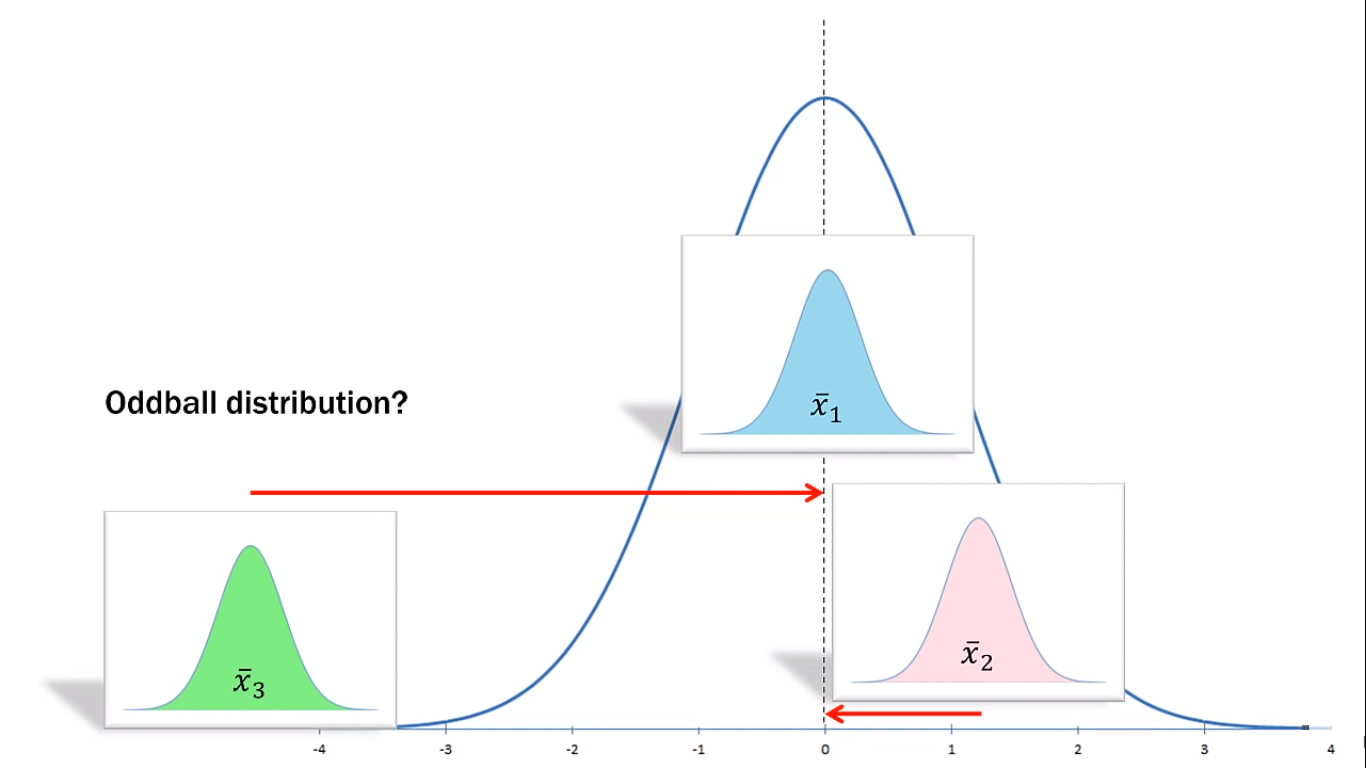 x̄₁
Oddball distribution?
x̄₃
x̄₂
-4 -3 -2 -1 0 1 2 3 4